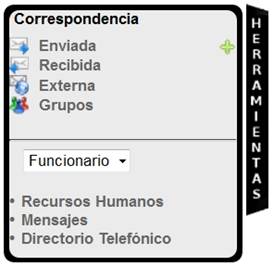 Correspondencia
Enviada
Recibida
Externa
Grupos
Funcionario
• Recursos Humanos
• Mensajes
• Directorio Telefónico
HERRAMIENTAS